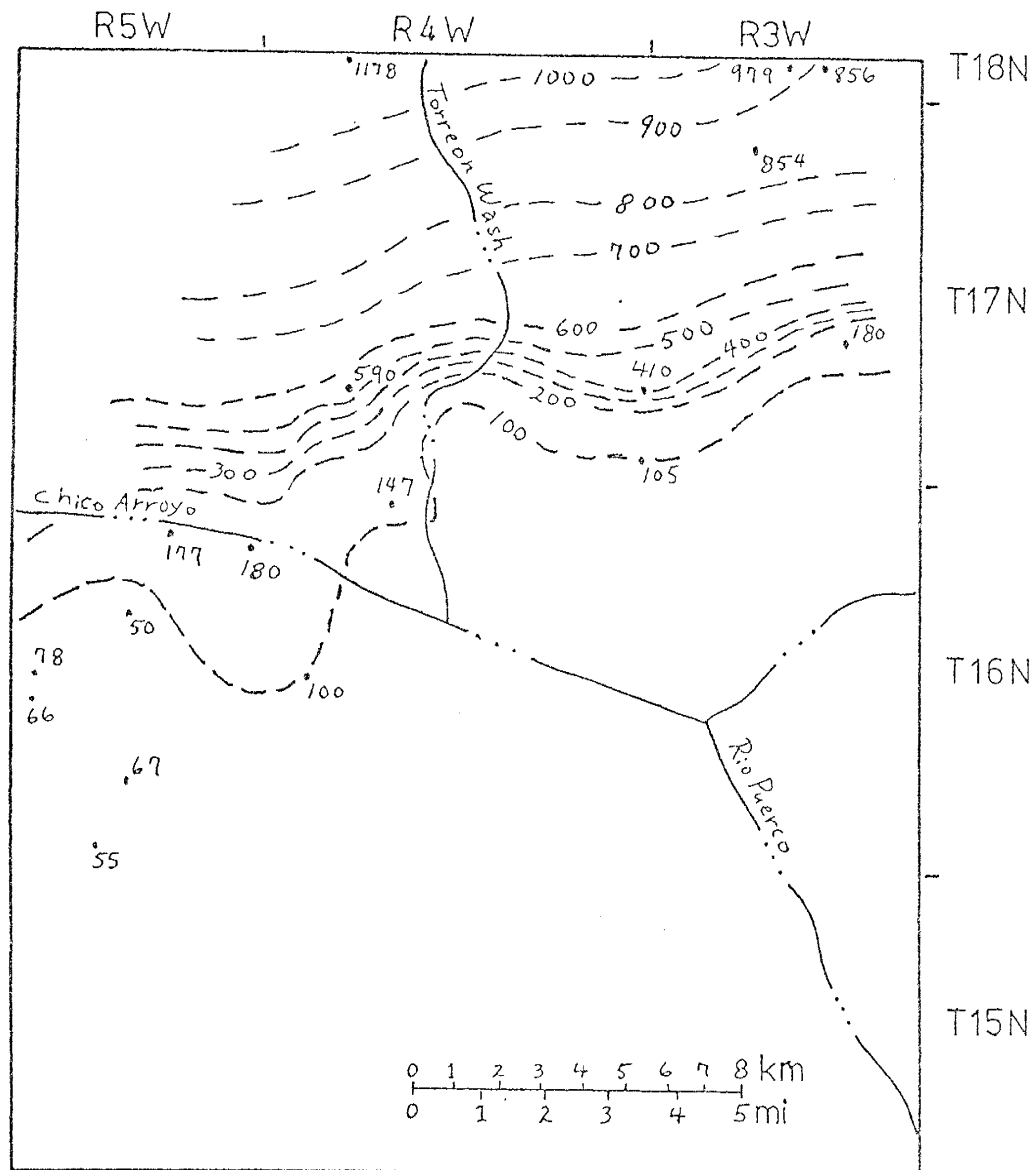 R5W R4W R3W
T18N
1178 1000 979 856
Torreon Wash
900
854
800
700
T17N
600 500 400 180
590 410
200
100
300 105
147
Chico Arroyo
177 180
50
78 100 T16N
66
67
Rio Puerco
55
T15N
0 1 2 3 4 5 6 7 8 km
0 1 2 3 4 5 mi